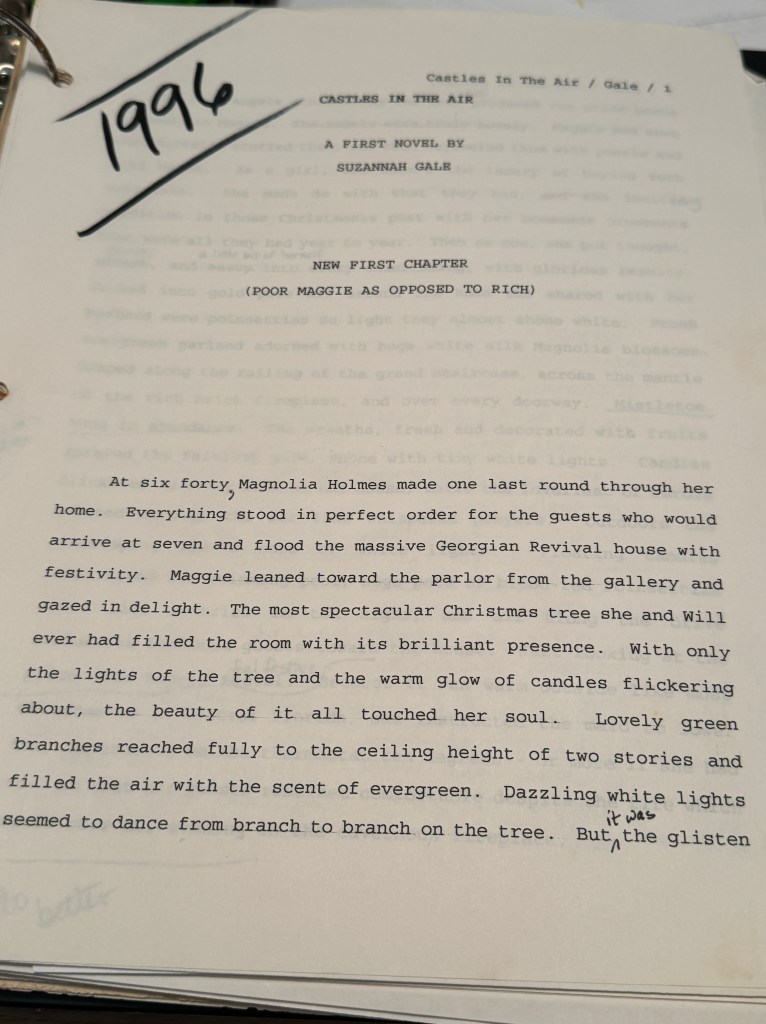 1996
Castles In The Air / Gale / 1
CASTLES IN THE AIR
A FIRST NOVEL BY
SUZANNAH GALE
NEW FIRST CHAPTER
(POOR MAGGIE AS OPPOSED TO RICH)
At six forty, Magnolia Holmes made one last round through her
home. Everything stood in perfect order for the guests who would
arrive at seven and flood the massive Georgian Revival house with
festivity. Maggie leaned toward the parlor from the gallery and
gazed in delight. The most spectacular Christmas tree she and Will
ever had filled the room with its brilliant presence. With only
the lights of the tree and the warm glow of candles flickering
about, the beauty of it all touched her soul. Lovely green
branches reached fully to the ceiling height of two stories and
filled the air with the scent of evergreen. Dazzling white lights
it was
seemed to dance from branch to branch on the tree. But, the glisten